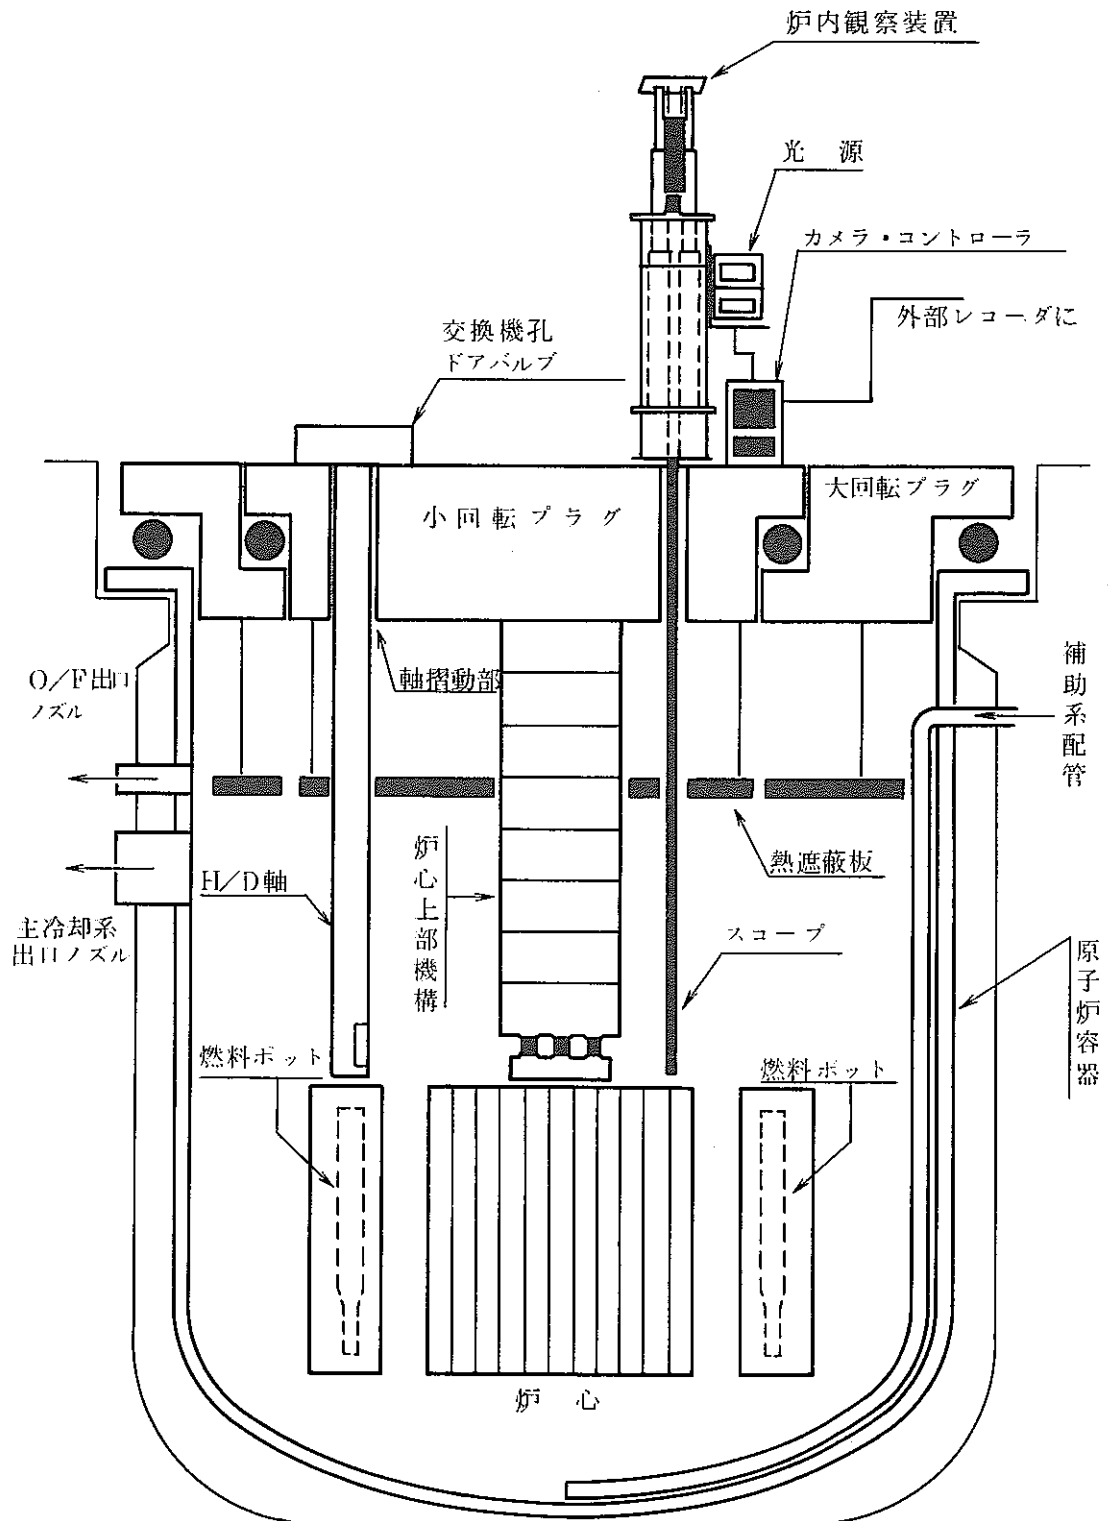 炉内観察装置
光　源
カメラ・コントローラ
外部レコーダに
交換機孔
ドアバルブ
大回転プラグ
小回転プラグ
O/F出口
ノズル
軸摺動部
補助系配管
熱遮蔽板
炉心上部機構
H/D軸
主冷却系
出口ノズル
スコープ
原子炉容器
燃料ポット
燃料ポット
炉　心